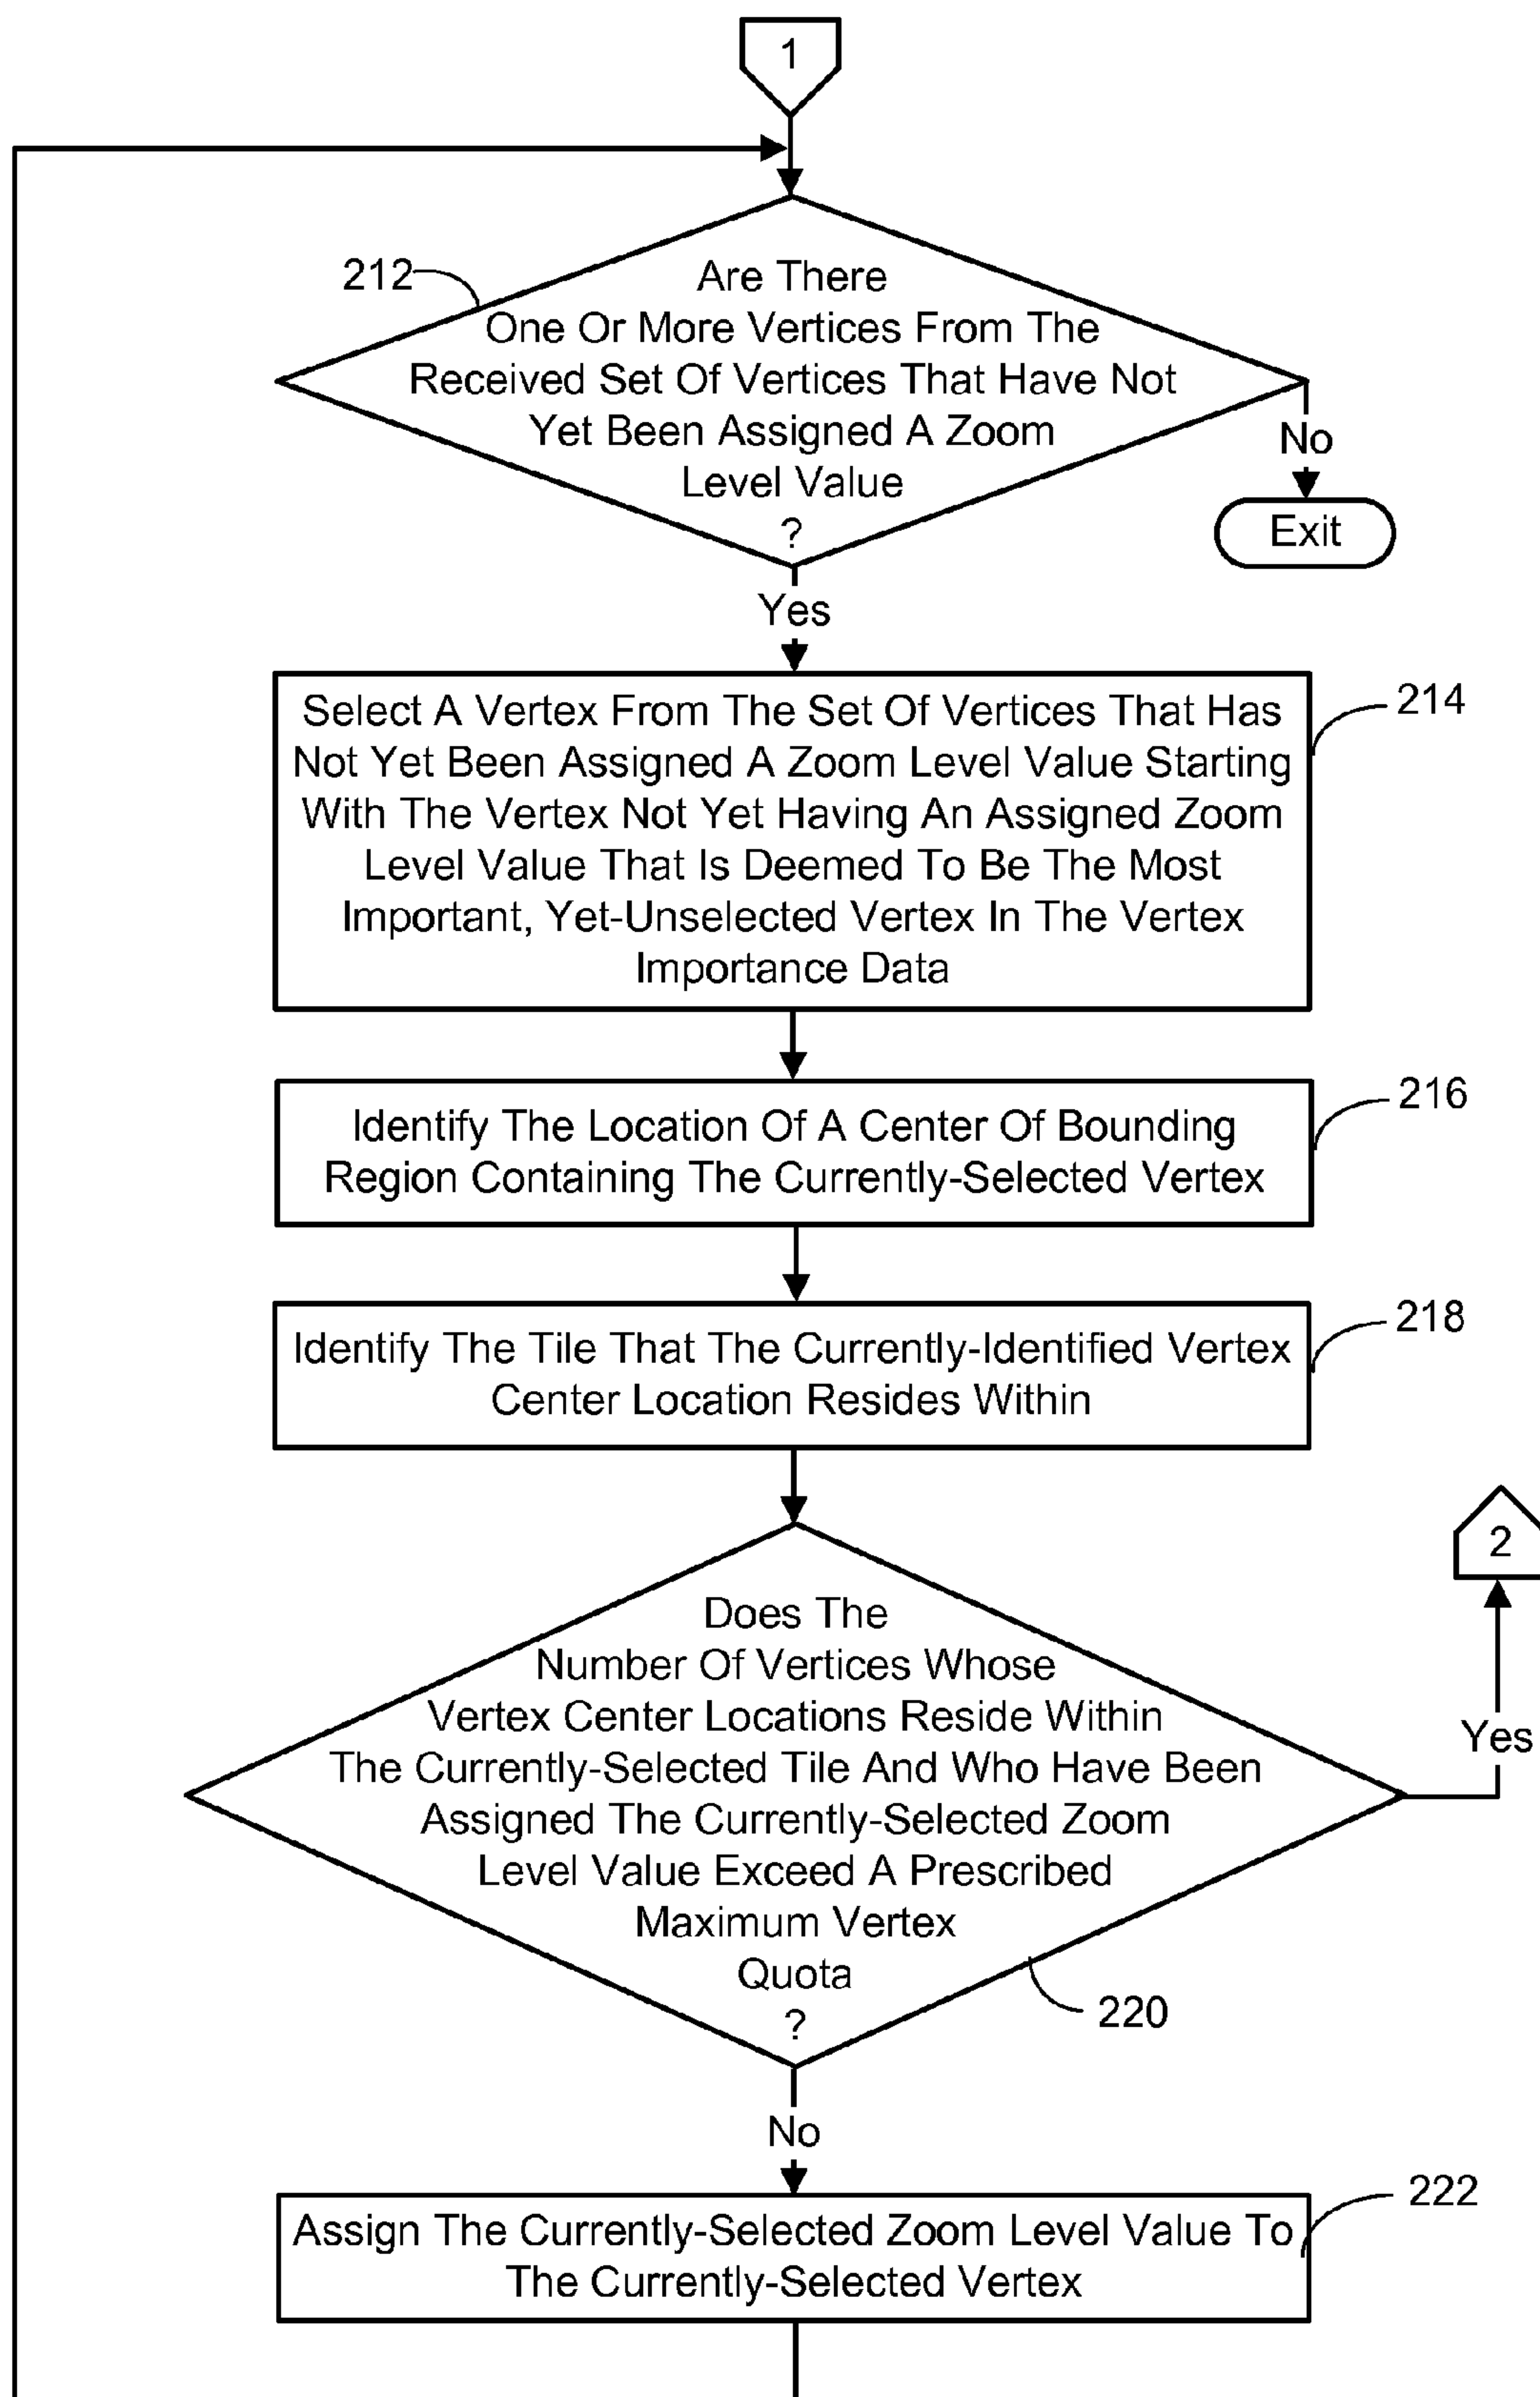 1
212
Are There
One Or More Vertices From The
Received Set Of Vertices That Have Not
Yet Been Assigned A Zoom
Level Value
?
No
Exit
Yes
Select A Vertex From The Set Of Vertices That Has
Not Yet Been Assigned A Zoom Level Value Starting
With The Vertex Not Yet Having An Assigned Zoom
Level Value That Is Deemed To Be The Most
Important, Yet-Unselected Vertex In The Vertex
Importance Data
214
Identify The Location Of A Center Of Bounding
Region Containing The Currently-Selected Vertex
216
Identify The Tile That The Currently-Identified Vertex
Center Location Resides Within
218
2
Yes
Does The
Number Of Vertices Whose
Vertex Center Locations Reside Within
The Currently-Selected Tile And Who Have Been
Assigned The Currently-Selected Zoom
Level Value Exceed A Prescribed
Maximum Vertex
Quota
?
220
No
Assign The Currently-Selected Zoom Level Value To
The Currently-Selected Vertex
222